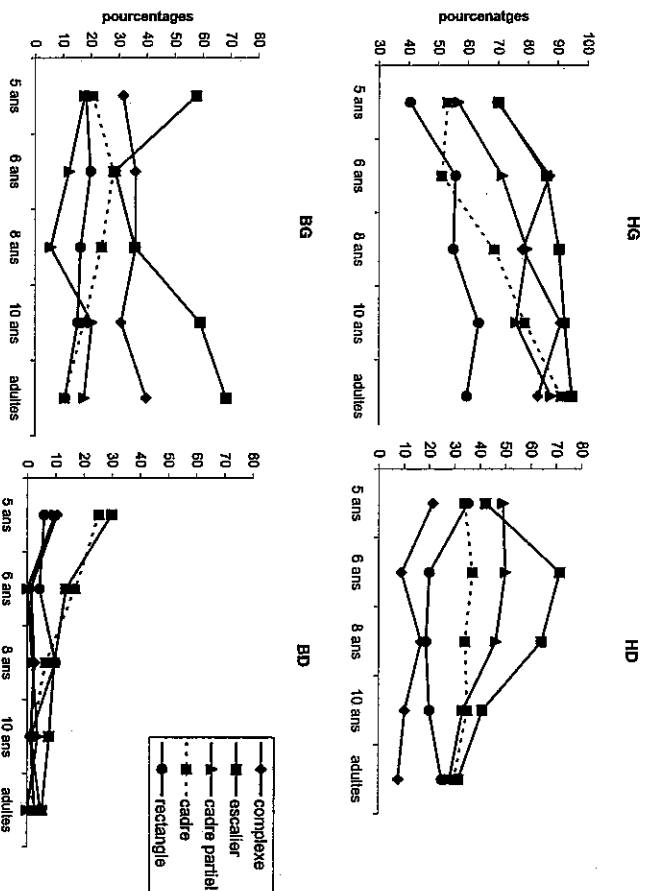 HG
pourcenatges
30 40 50 60 70 80 90 100
5 ans 6 ans 8 ans 10 ans adultes
HD
0 10 20 30 40 50 60 70 80
5 ans 6 ans 8 ans 10 ans adultes
BG
pourcentages
0 10 20 30 40 50 60 70 80
5 ans 6 ans 8 ans 10 ans adultes
BD
0 10 20 30 40 50 60 70 80
5 ans 6 ans 8 ans 10 ans adultes
complexe
escalier
cadre partiel
cadre
rectangle